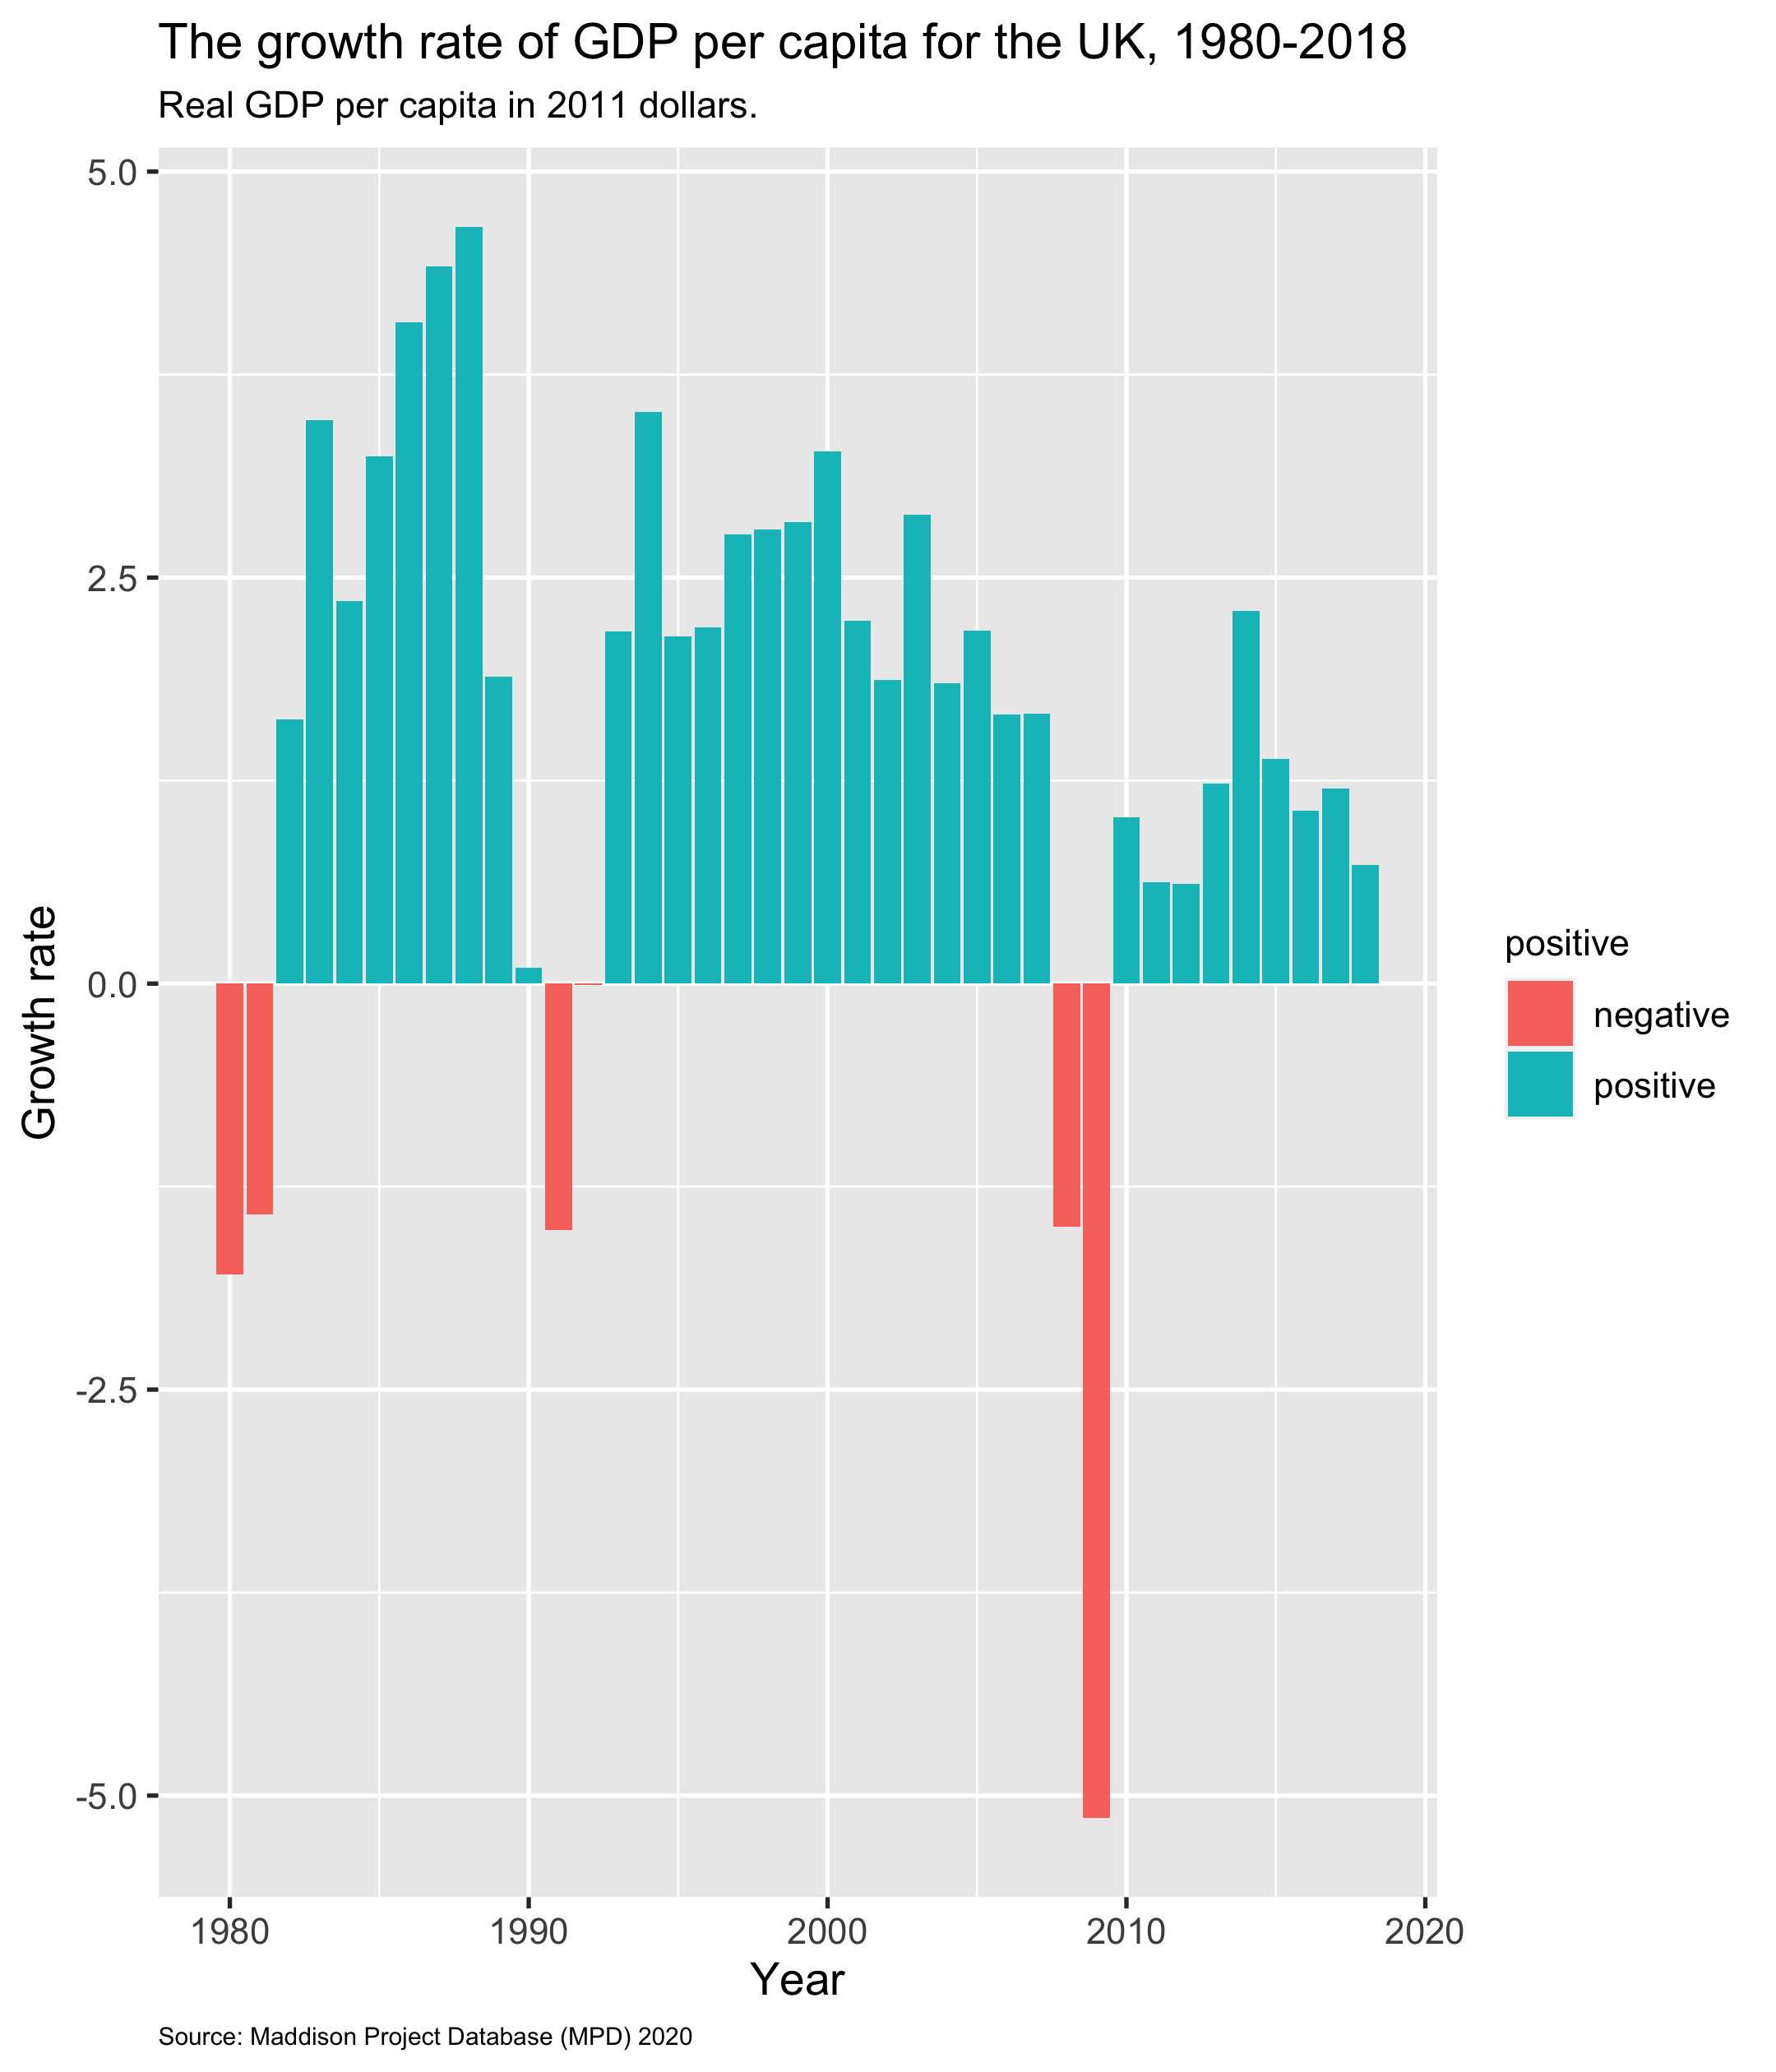 The growth rate of GDP per capita for the UK, 1980-2018
Real GDP per capita in 2011 dollars.
5.0
2.5
0.0
-2.5
-5.0
Growth rate
1980 1990 2000 2010 2020
Year
positive
negative
positive
Source: Maddison Project Database (MPD) 2020